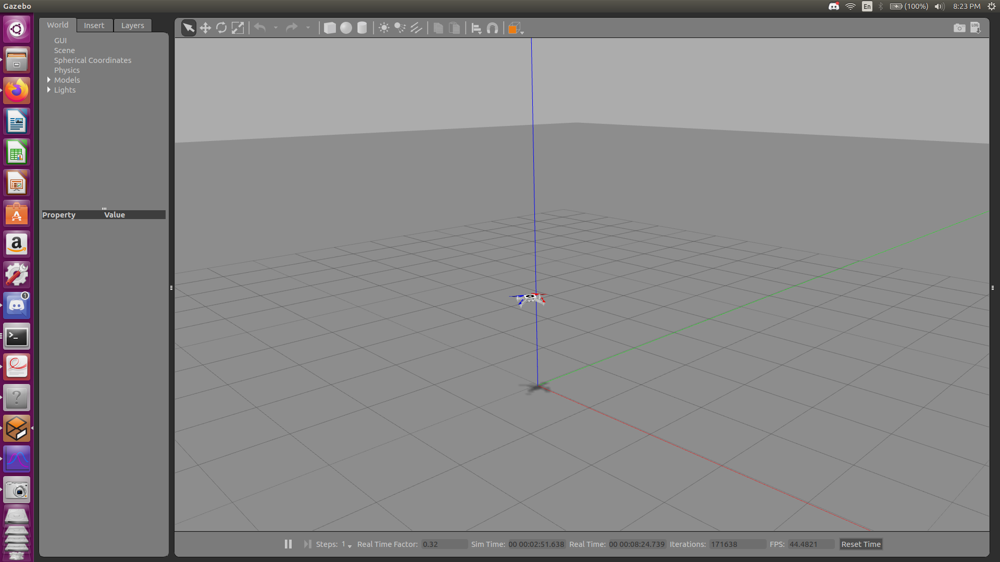 Gazebo
En
(100%)
8:23 PM
World
Insert
Layers
LOG
GUI
Scene
Spherical Coordinates
Physics
Models
Lights
Property
Value
1
Steps: 1
Real Time Factor: 0.32
Sim Time: 00 00:02:51.638
Real Time: 00 00:08:24.739
Iterations: 171638
FPS: 44.4821
Reset Time